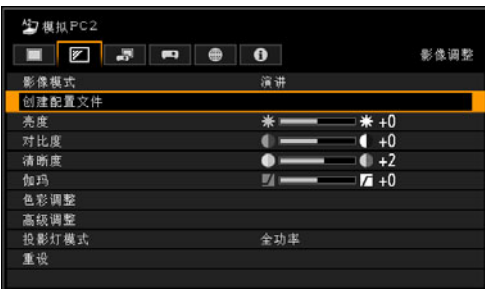 模拟PC2
影像调整
影像模式 演讲
创建配置文件
亮度 +0
对比度 +0
清晰度 +2
伽玛 +0
色彩调整
高级调整
投影灯模式 全功率
重设